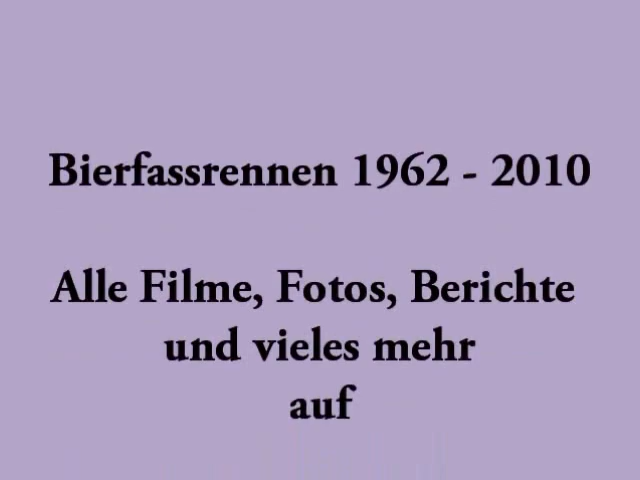 Bierfassrennen 1962 - 2010
Alle Filme, Fotos, Berichte
und vieles mehr
auf